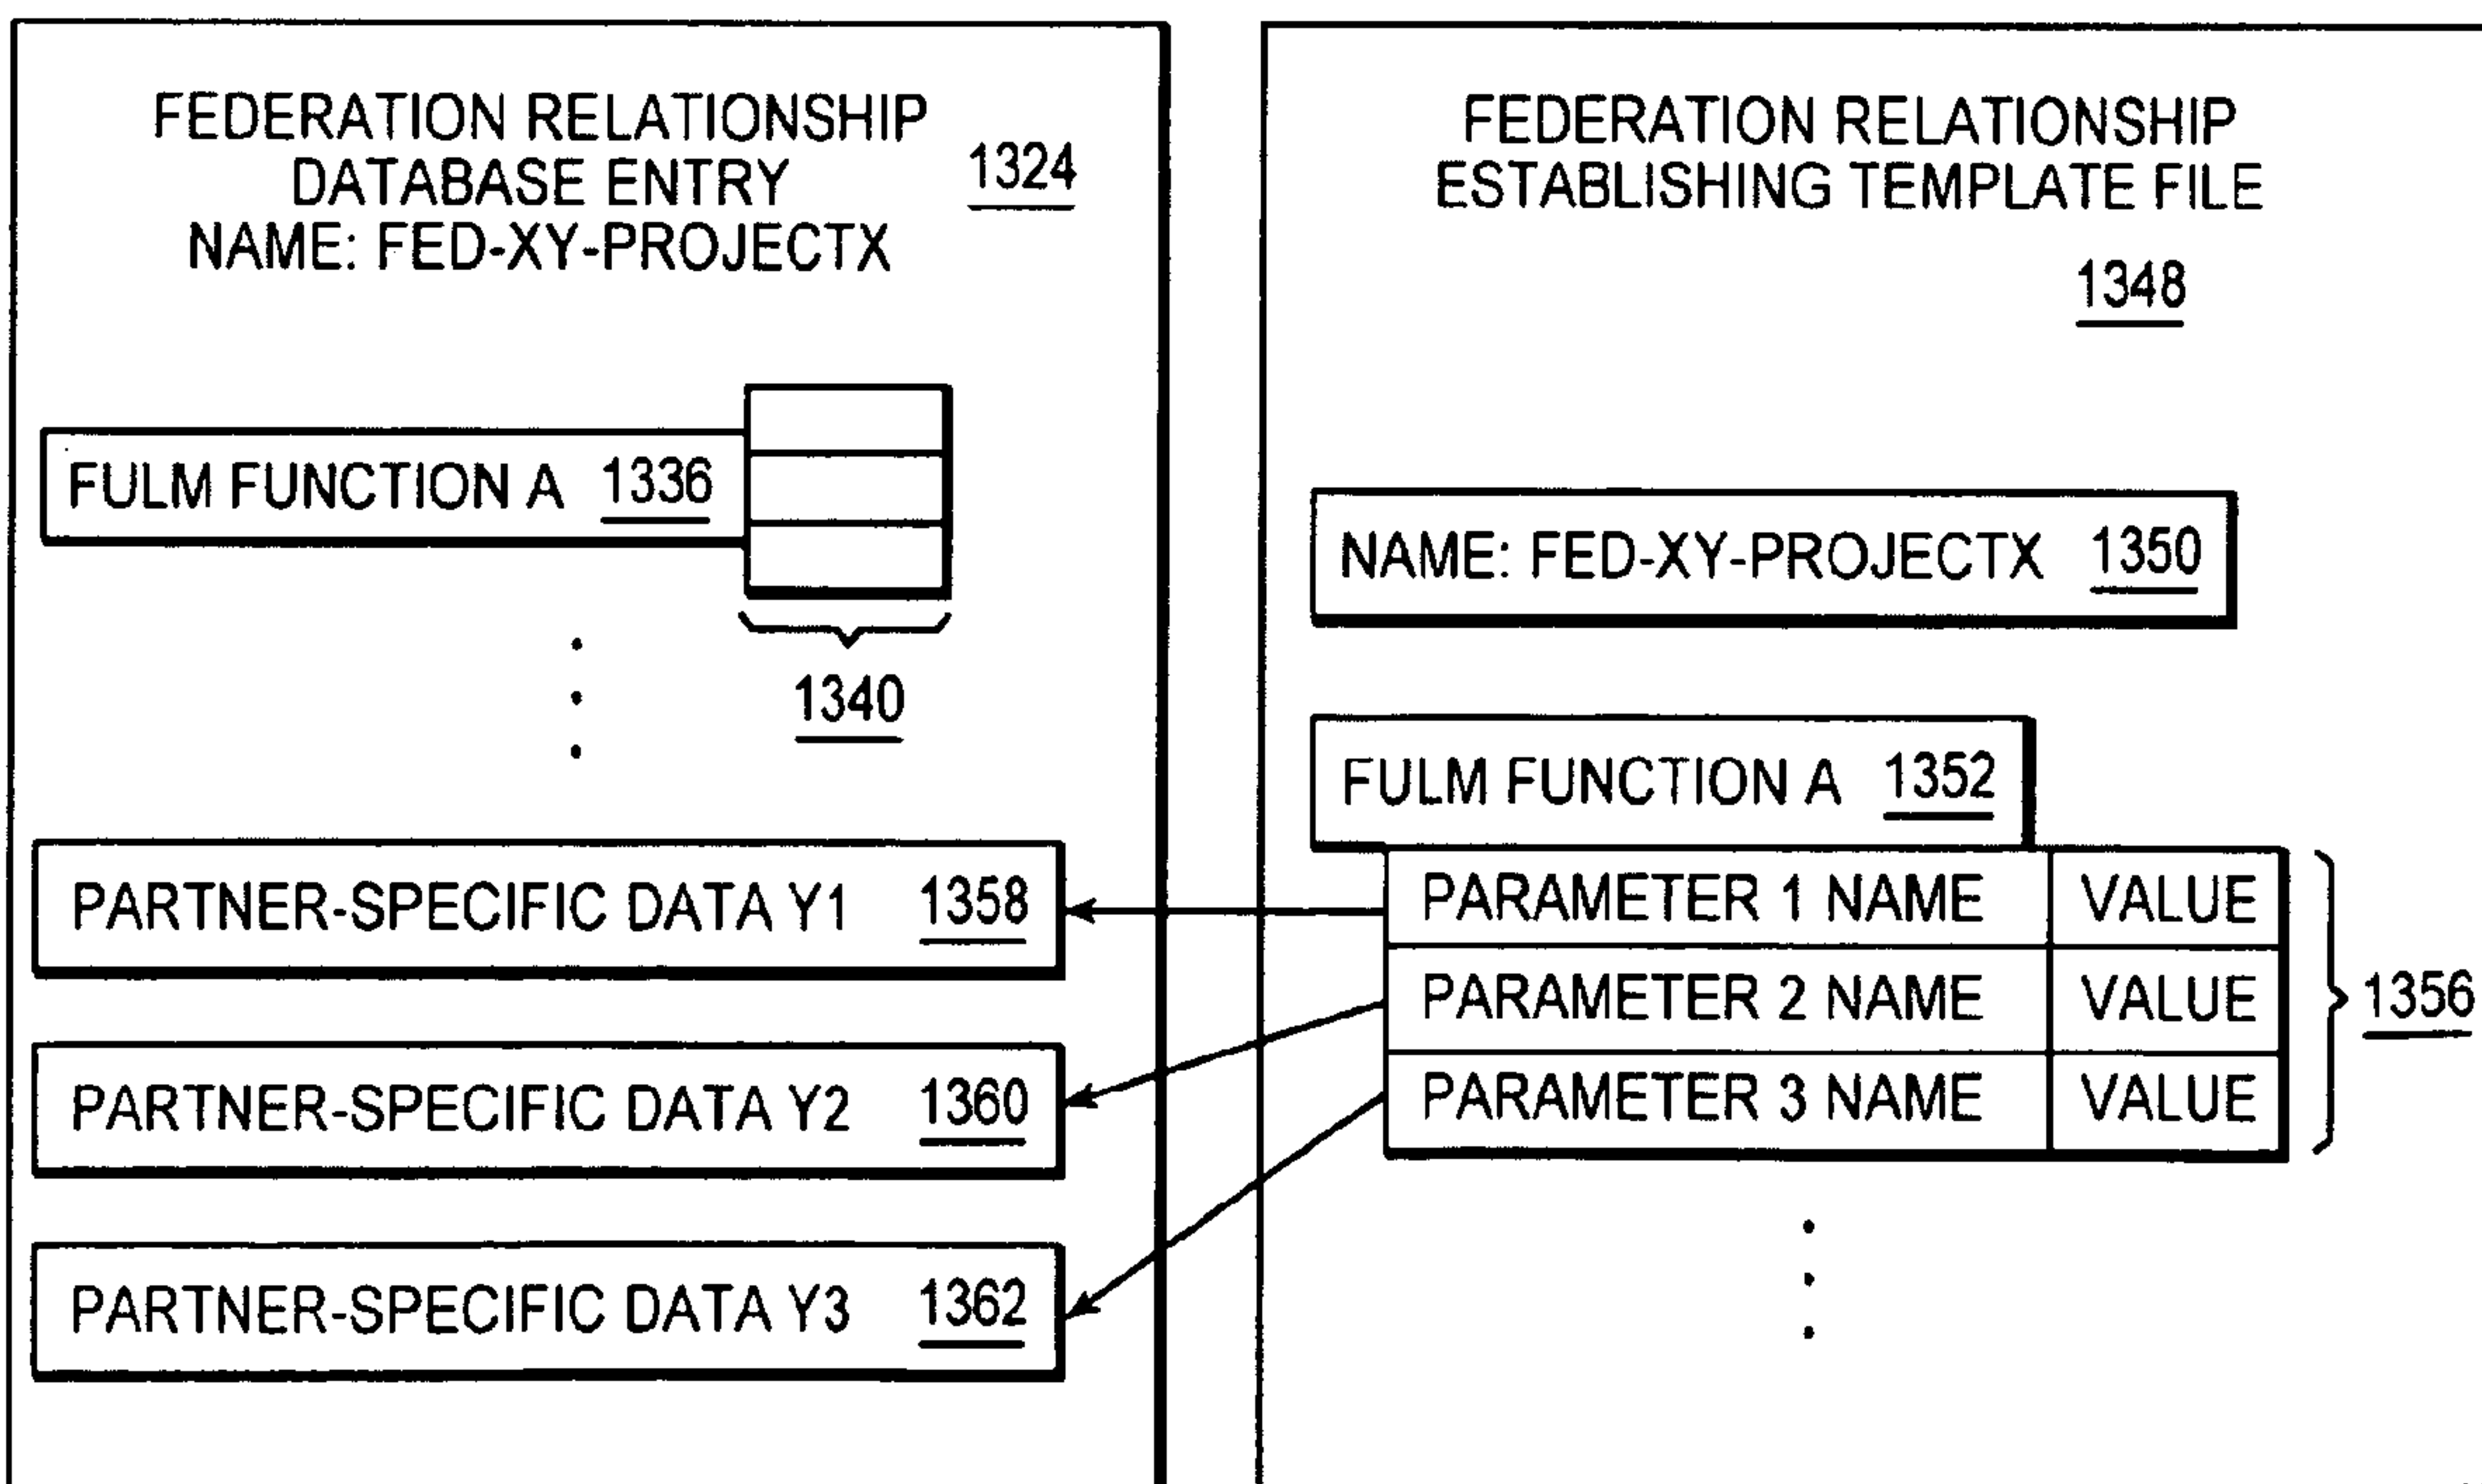 FEDERATION RELATIONSHIP
DATABASE ENTRY
NAME: FED-XY-PROJECTX
1324
FULM FUNCTION A 1336
1340
PARTNER-SPECIFIC DATA Y1 1358
PARTNER-SPECIFIC DATA Y2 1360
PARTNER-SPECIFIC DATA Y3 1362
FEDERATION RELATIONSHIP
ESTABLISHING TEMPLATE FILE
1348
NAME: FED-XY-PROJECTX 1350
FULM FUNCTION A 1352
PARAMETER 1 NAME VALUE
PARAMETER 2 NAME VALUE
PARAMETER 3 NAME VALUE
1356